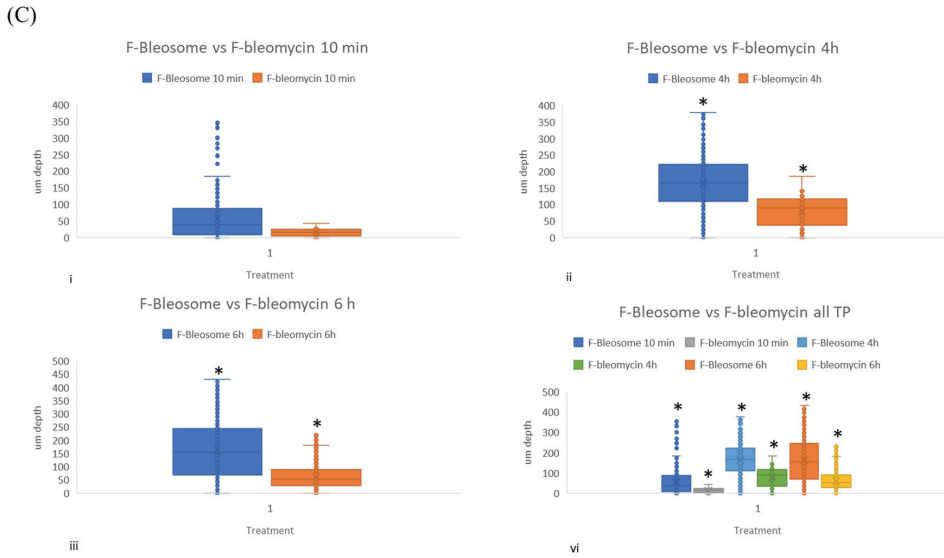 (C)
F-Bleosome vs F-bleomycin 10 min
F-Bleosome 10 min F-bleomycin 10 min
400
350
300
250
200
150
100
50
0
um depth
1
Treatment
i
F-Bleosome vs F-bleomycin 4h
F-Bleosome 4h F-bleomycin 4h
*
*
400
350
300
250
200
150
100
50
0
um depth
1
Treatment
ii
F-Bleosome vs F-bleomycin 6 h
F-Bleosome 6h F-bleomycin 6h
*
*
500
450
400
350
300
250
200
150
100
50
0
um depth
1
Treatment
iii
F-Bleosome vs F-bleomycin all TP
F-Bleosome 10 min F-bleomycin 10 min F-Bleosome 4h
F-bleomycin 4h F-Bleosome 6h F-bleomycin 6h
* * * * * *
500
400
300
200
100
0
um depth
1
Treatment
vi